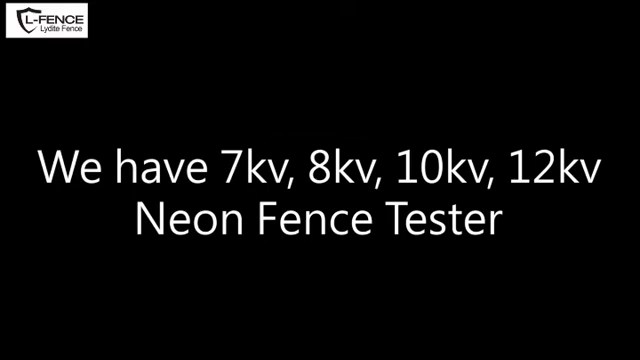 L-FENCE
Lydite Fence
We have 7kv, 8kv, 10kv, 12kv
Neon Fence Tester